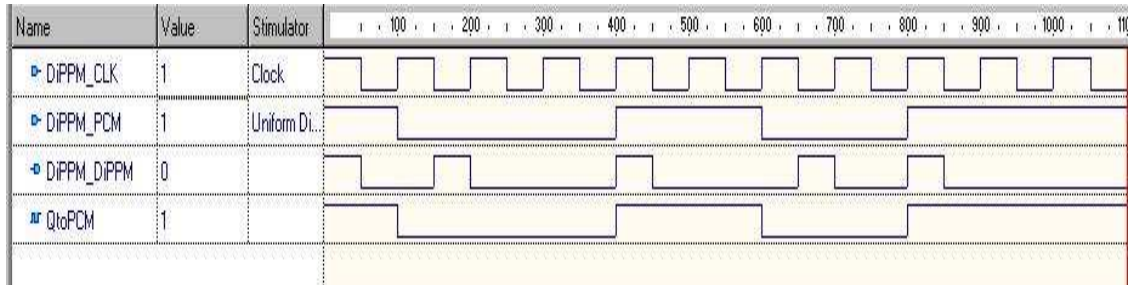 Name Value Stimulator 100 200 300 400 500 600 700 800 900 1000 110
DiPPM_CLK 1 Clock
DiPPM_PCM 1 Uniform Di...
DiPPM_DiPPM 0
QtoPCM 1